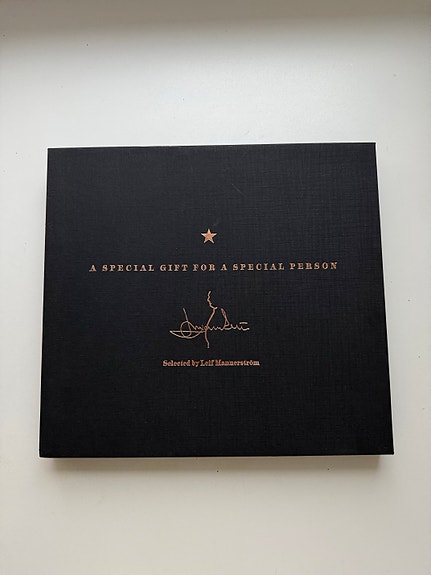 A SPECIAL GIFT FOR A SPECIAL PERSON
Selected by Leif Mannerström